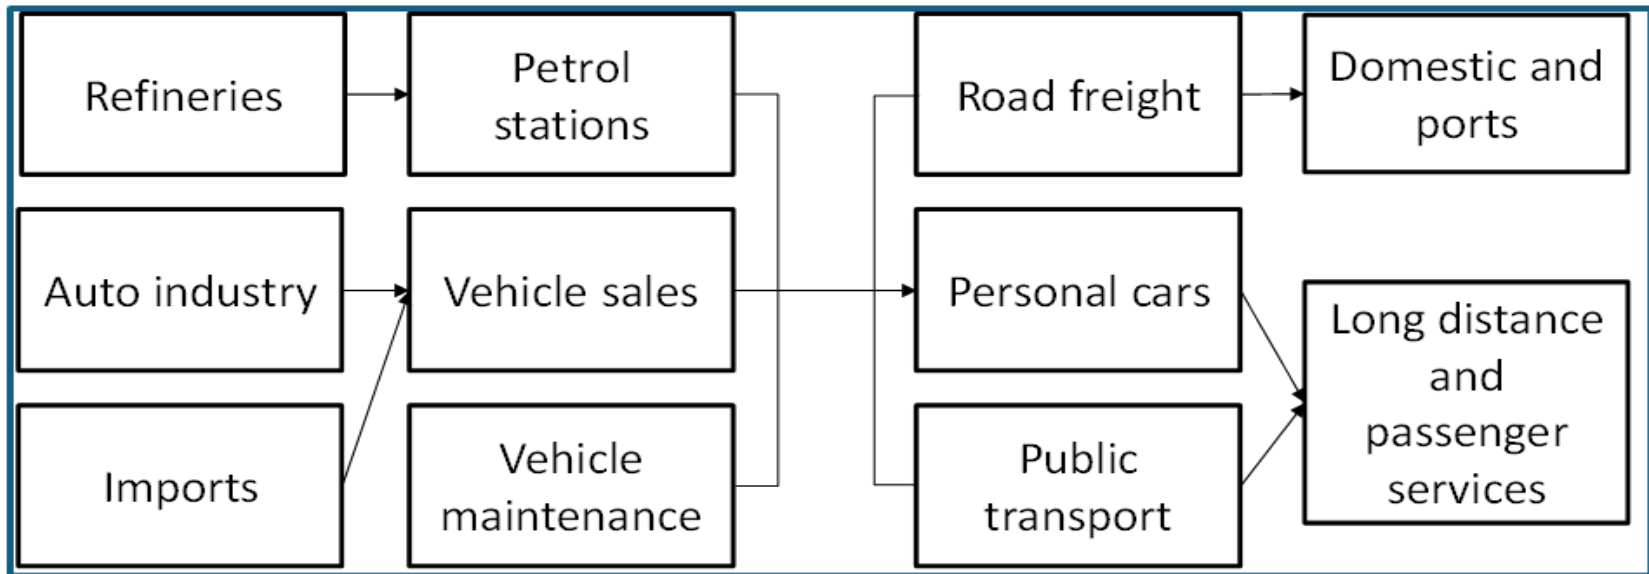 Refineries
Petrol
stations
Road freight
Domestic and
ports
Auto industry
Vehicle sales
Personal cars
Long distance
and
passenger
services
Imports
Vehicle
maintenance
Public
transport